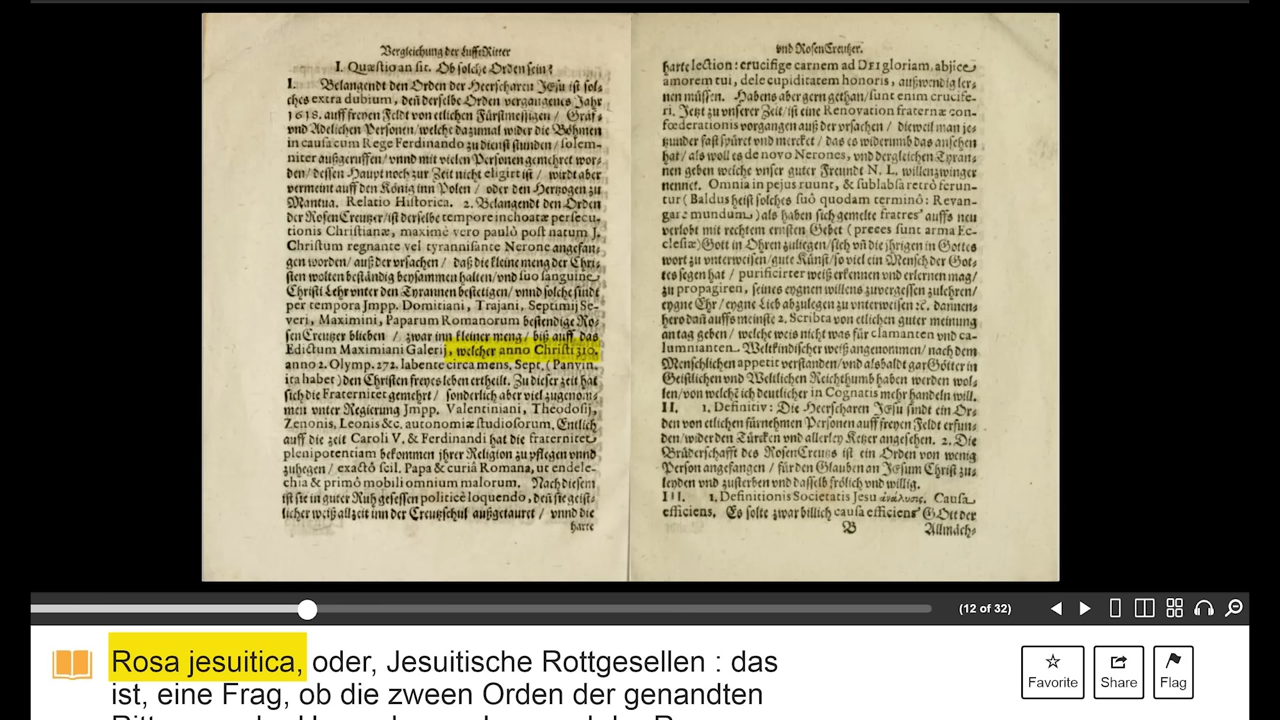 Vergleichung der Lufft Ritter
I. Quæstio an sit. Ob solche Orden sein?
I. Belangendt den Orden der Heerscharen Jesu ist sol-
ches extra dubium, deñ derselbe Orden vergangenes Jahr
1618. auff freyen Feldt von etlichen Fürstmessigen / Gräf-
vnd Adelichen Personen / welche dazumal wider die Böhmen
in causa cum Rege Ferdinando zu dienst stunden / solem-
niter außgeruffen / vnnd mit vielen Personen gemehret wor-
den / dessen Haupt noch zur Zeit nicht eligirt ist / wirdt aber
vermeint auff den König inn Polen / oder den Hertzogen zu
Mantua. Relatio Historica. 2. Belangendt den Orden
der RosenCreutzer / ist derselbe tempore inchoatæ persecu-
tionis Christianæ, maximè vero paulò post natum J.
Christum regnante vel tyrannisante Nerone angefan-
gen worden / auß der vrsachen / daß die kleine meng der Chri-
sten wolten beständig beysammen halten / vnd suo sanguine
Christi Lehr vnter den Tyrannen bestetigen / vnnd solche sindt
per tempora Jmpp. Domitiani, Trajani, Septimij Se-
veri, Maximini, Paparum Romanorum bestendige Ro-
senCreutzer blieben / zwar inn kleiner meng / biß auff das
Edictum Maximiani Galerij, welcher anno Christi 310.
anno 2. Olymp. 272. labente circa mens. Sept. (Panvin.
ita habet) den Christen freyes leben ertheilt. Zu dieser zeit hat
sich die Fraternitet gemehrt / sonderlich aber viel zugenom-
men vnter Regierung Jmpp. Valentiniani, Theodosij,
Zenonis, Leonis &c. autonomiæ studiosorum. Entlich
auff die zeit Caroli V. & Ferdinandi hat die fraternitet
plenipotentiam bekommen jhrer Religion zu pflegen vnnd
zuhegen / exactò scil. Papa & curiâ Romana, ut endele-
chia & primò mobili omnium malorum. Nach diesem
ist sie in guter Ruh gesessen politicè loquendo, deñ sie geist-
licher weiß allzeit inn der Creutzschul außgetauret / vnnd die
harte
vnd RosenCreutzer.
harte lection: crucifige carnem ad DEI gloriam, abjice
amorem tui, dele cupiditatem honoris, außwendig ler-
nen müssen. Habens aber gern gethan / sunt enim crucife-
ri. Jetzt zu vnserer Zeit / ist eine Renovation fraternæ con-
fœderationis vorgangen auß der vrsachen / dieweil man je-
tzunder fast spüret vnd mercket / das es widerumb das ansehen
hat / als woll es de novo Nerones, vnd dergleichen Tyran-
nen geben welche vnser guter Freundt N. L. willenzwinger
nennet. Omnia in pejus ruunt, & sublabsa retrò ferun-
tur (Baldus heist solches suô quodam terminô: Revan-
gare mundum) als haben sich gemelte fratres auffs neu
verlobt mit rechtem ernsten Gebet (preces sunt arma Ec-
clesiæ) Gott in Ohren zuliegen / sich vñ die jhrigen in Gottes
wort zu vnterweisen / gute Künst / so viel ein Mensch der Got-
tes segen hat / purificirter weiß erkennen vnd erlernen mag /
zu propagiren, seines eygnen willens zuvergessen zulehren /
eygne Ehr / eygne Lieb abzulegen zu vnterweisen ꝛc. dannen-
hero dañ auffs meinste 2. Scripta von etlichen guter meinung
antag geben / welche weis nicht was für clamanten vnd ca-
lumnianten. Weltkindischer weiß angenommen / nach dem
Menschlichen appetit verstanden / vnd alsbaldt gar Götter in
Geistlichen vnd Weltlichen Reichthumb haben werden wol-
len / von welchẽ ich deutlicher in Cognatis mehr handeln will.
II. 1. Definitiv: Die Heerscharen Jesu sindt ein Or-
den von etlichen fürnehmen Personen auff freyen Feldt erfun-
den / wider den Türcken vnd allerley Ketzer angesehen. 2. Die
Brüderschafft des RosenCreutzs ist ein Orden von wenig
Person angefangen / für den Glauben an Jesum Christ zu-
leyden vnd zusterben vnd dasselb frölich vnd willig.
III. 1. Definitionis Societatis Jesu ἀνάλυσις. Causa
efficiens. Es solte zwar billich causa efficiens GOtt der
B Allmäch-
(12 of 32)
Rosa jesuitica, oder, Jesuitische Rottgesellen : das
ist, eine Frag, ob die zween Orden der genandten
Favorite Share Flag